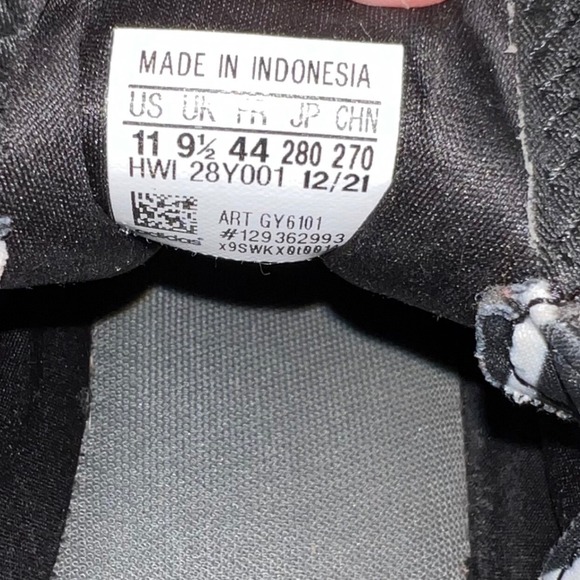 MADE IN INDONESIA
US UK FR JP CHN
11 9½ 44 280 270
HWI 28Y001 12/21
ART GY6101
#129362993
adidas